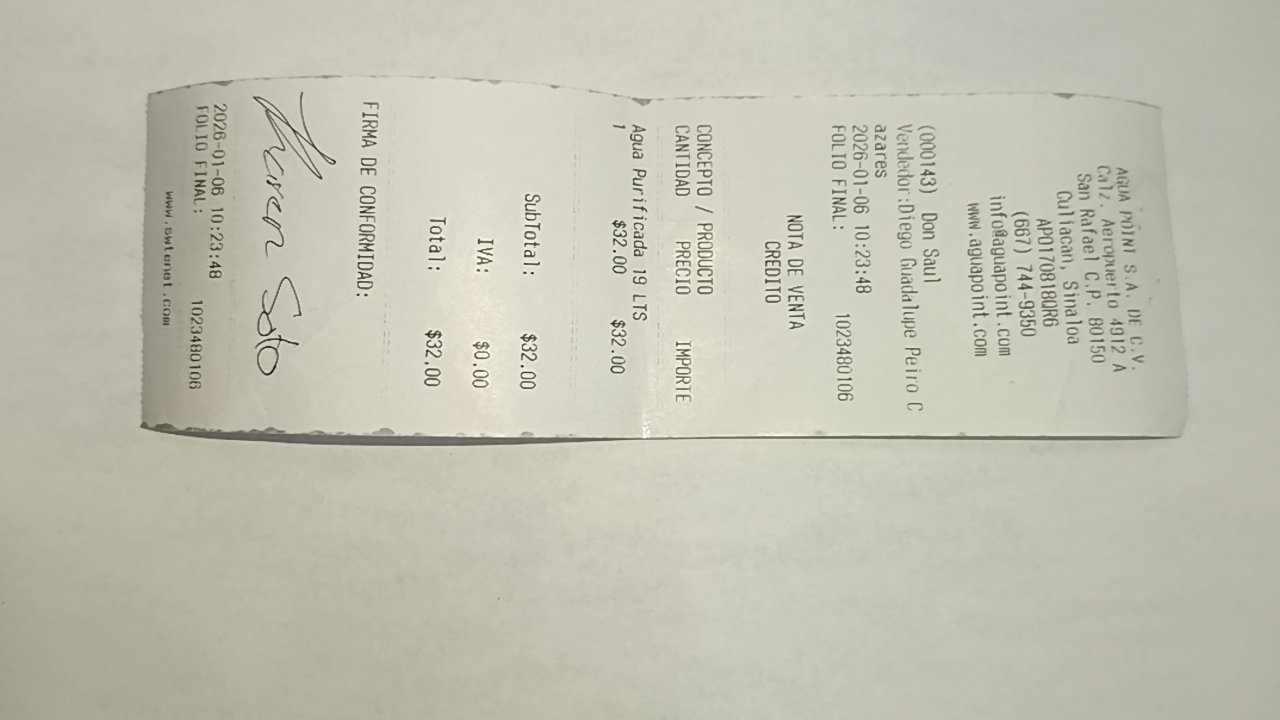 AGUA POINT S.A. DE C.V.
Calz. Aeropuerto 4912 A
San Rafael C.P. 80150
Culiacan, Sinaloa
APO170818QR6
(667) 744-9350
info@aguapoint.com
www.aguapoint.com
(000143) Don Saul
Vendedor:Diego Guadalupe Peiro C
azares
2026-01-06 10:23:48
FOLIO FINAL: 1023480106
NOTA DE VENTA
CREDITO
CONCEPTO / PRODUCTO
CANTIDAD PRECIO IMPORTE
Agua Purificada 19 LTS
1 $32.00 $32.00
SubTotal: $32.00
IVA: $0.00
Total: $32.00
FIRMA DE CONFORMIDAD:
Karen Soto
2026-01-06 10:23:48
FOLIO FINAL: 1023480106
www.swtenet.com